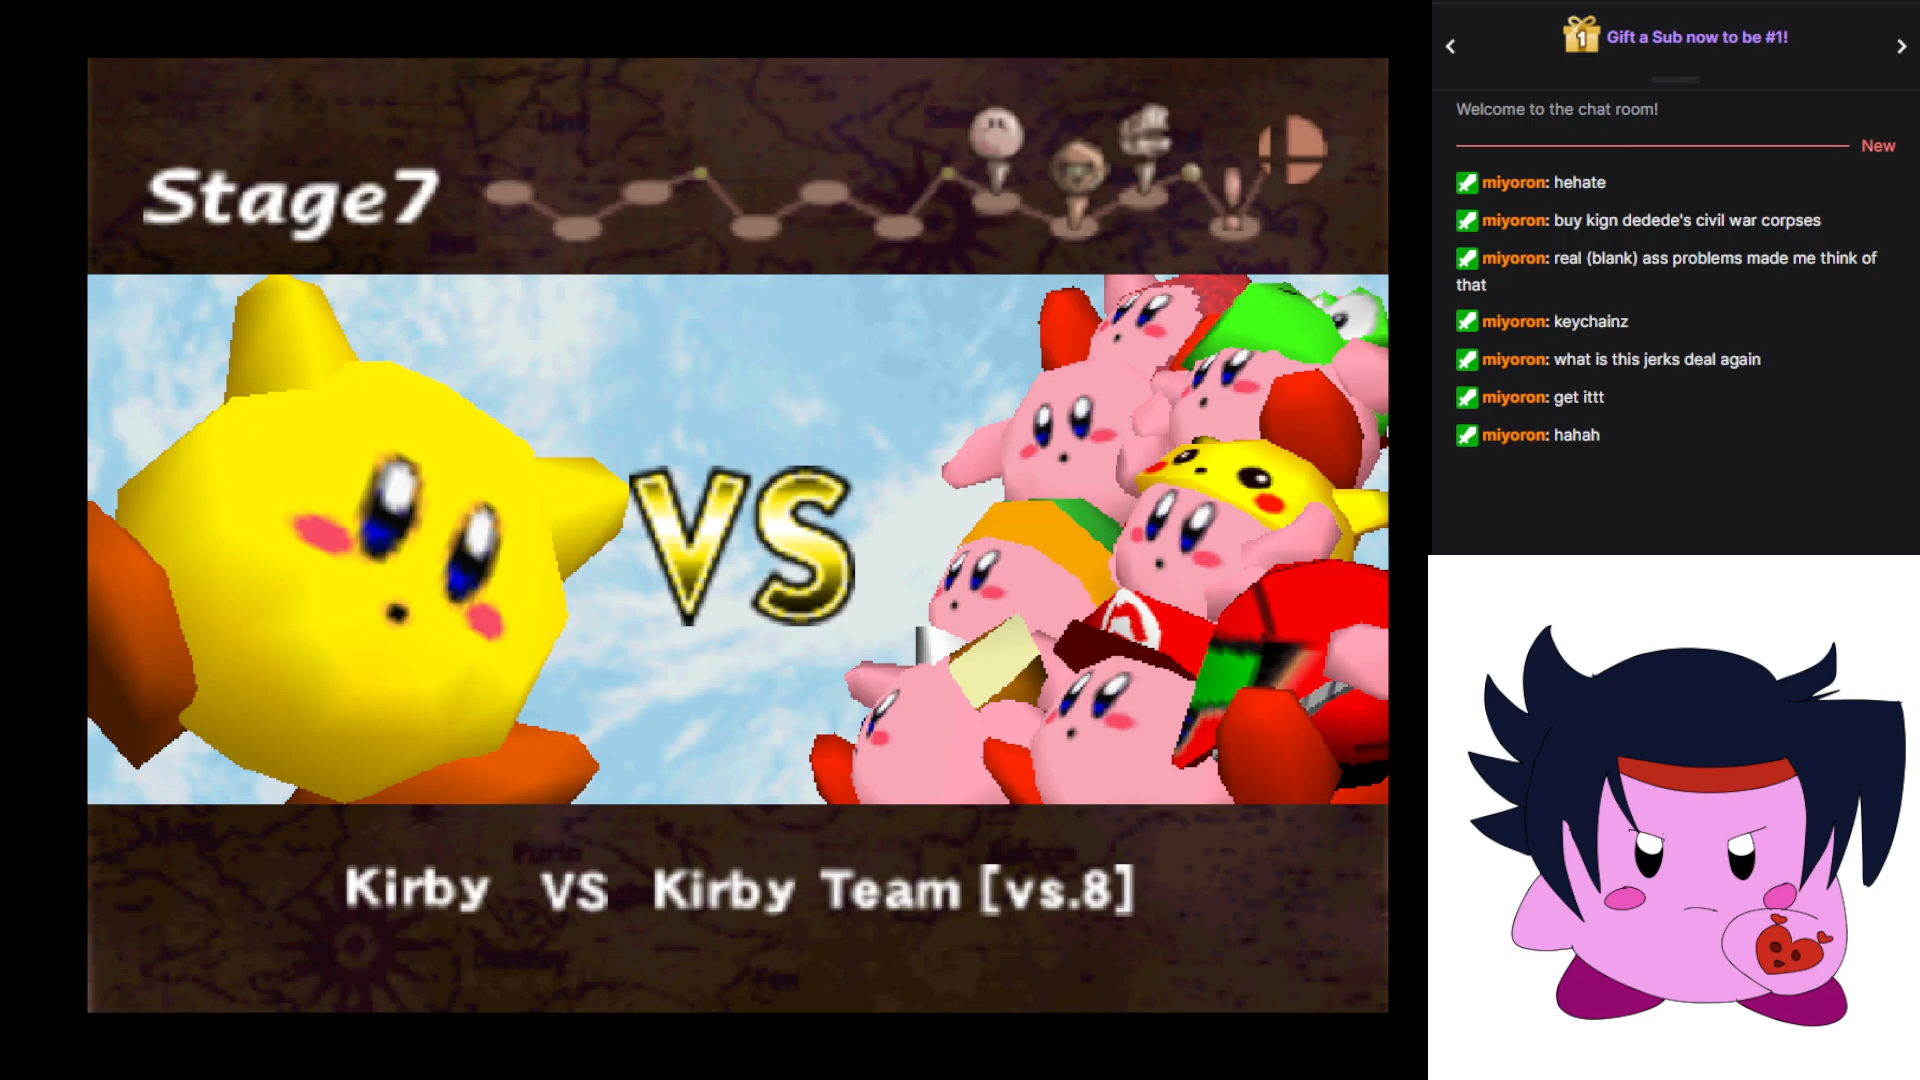 Stage7
VS
Kirby VS Kirby Team [vs.8]
1 Gift a Sub now to be #1!
Welcome to the chat room!
New
miyoron: hehate
miyoron: buy kign dedede's civil war corpses
miyoron: real (blank) ass problems made me think of
that
miyoron: keychainz
miyoron: what is this jerks deal again
miyoron: get ittt
miyoron: hahah